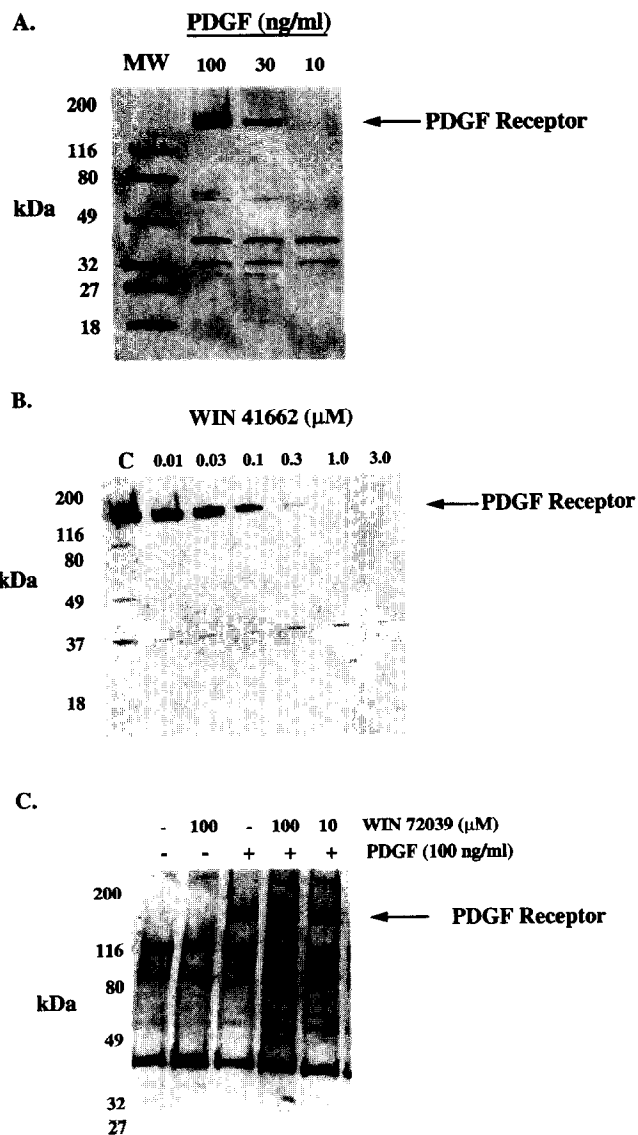 A.
PDGF (ng/ml)
MW 100 30 10
200
PDGF Receptor
116
80
kDa
49
32
27
18
B.
WIN 41662 (µM)
C 0.01 0.03 0.1 0.3 1.0 3.0
200
PDGF Receptor
116
80
kDa
49
37
18
C.
- 100 - 100 10 WIN 72039 (µM)
- - + + + PDGF (100 ng/ml)
200
PDGF Receptor
116
80
kDa
49
32
27